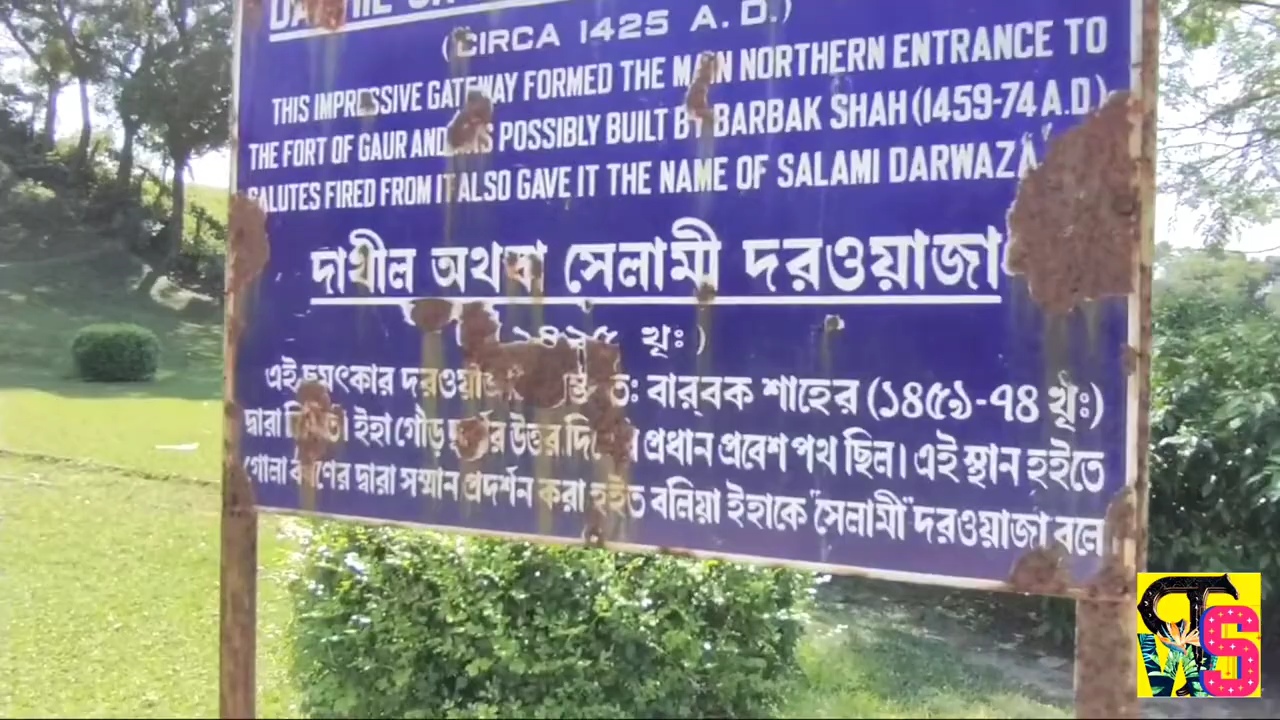 (CIRCA 1425 A.D.)
THIS IMPRESSIVE GATEWAY FORMED THE MAIN NORTHERN ENTRANCE TO
THE FORT OF GAUR AND POSSIBLY BUILT BY BARBAK SHAH (1459-74 A.D.)
SALUTES FIRED FROM IT ALSO GAVE IT THE NAME OF SALAMI DARWAZA"
দাখীল অথবা সেলামী দরওয়াজা
(১৪২৫ খৃঃ)
এই চমৎকার দরওয়াজা বারবক শাহের (১৪৫৯-৭৪ খৃঃ)
দ্বারা ইহা গৌড় দুর্গের উত্তর প্রধান প্রবেশ পথ ছিল। এই স্থান হইতে
গোলা দ্বারা সম্মান প্রদর্শন করা হইত বলিয়া ইহাকে "সেলামী" দরওয়াজা বলে